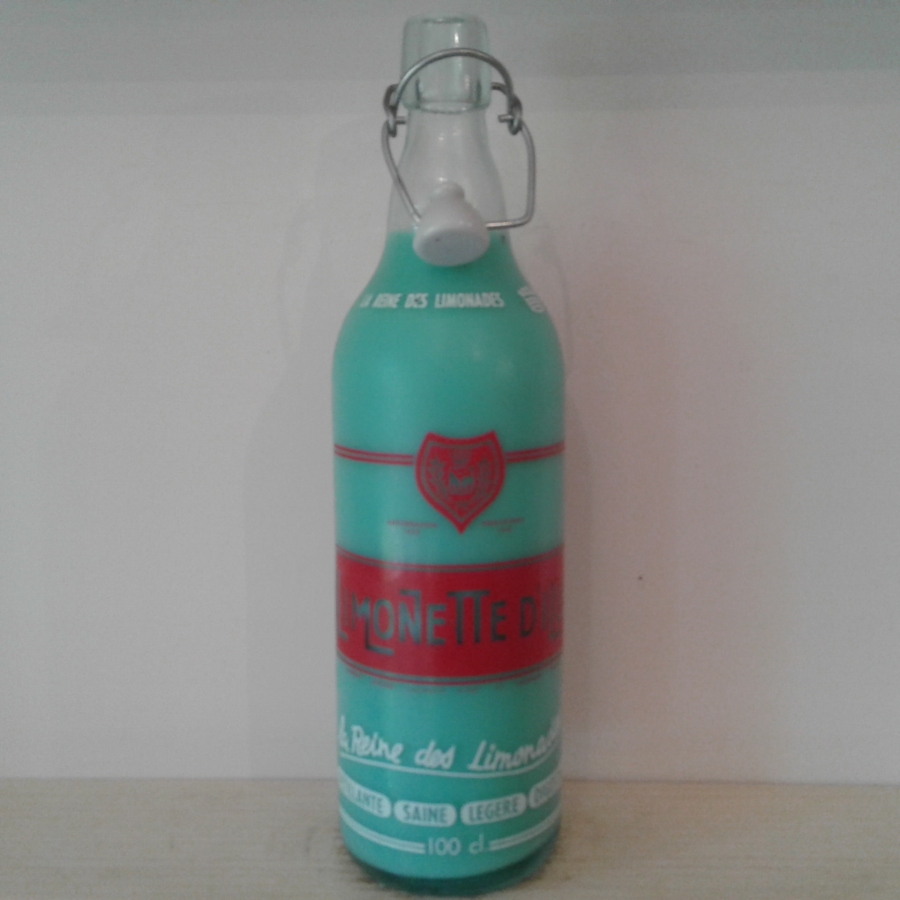 LA REINE DES LIMONADES
LIMONETTE D'
La Reine des Limonades
SAINE LEGERE
100 cl